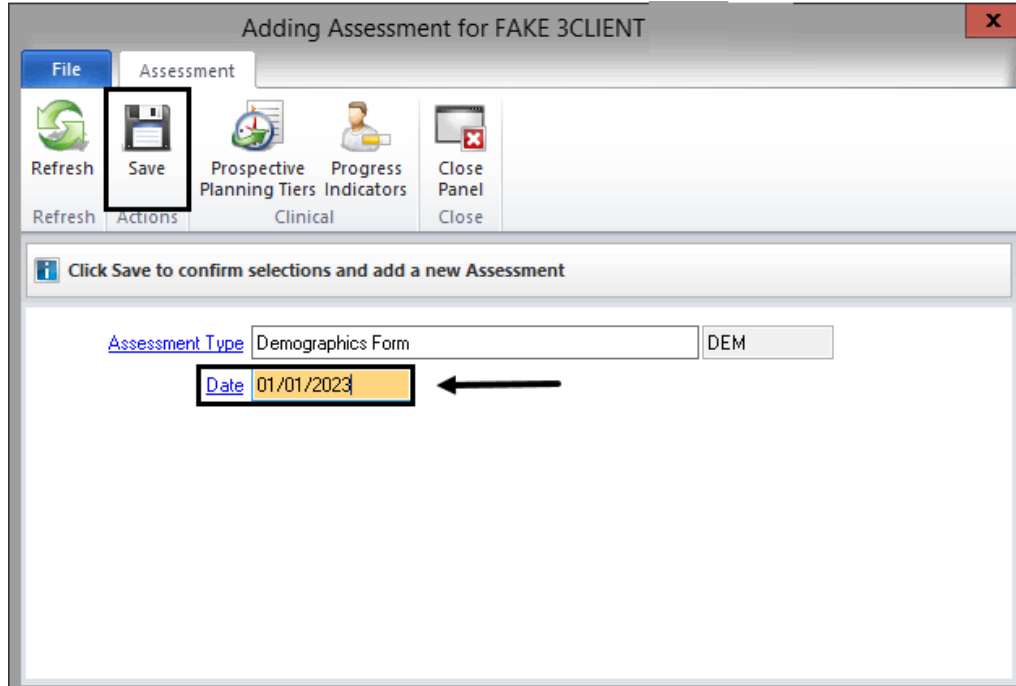 Adding Assessment for FAKE 3CLIENT
x
File Assessment
Refresh Save Prospective Planning Tiers Progress Indicators Close Panel
Refresh Actions Clinical Close
Click Save to confirm selections and add a new Assessment
Assessment Type Demographics Form DEM
Date 01/01/2023